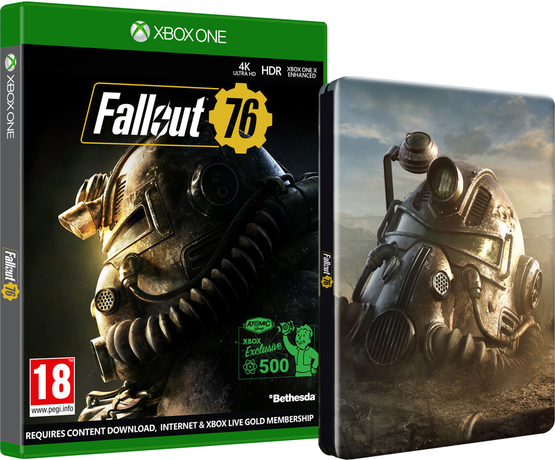 XBOX ONE
XBOX ONE
4K
ULTRA HD
HDR
XBOX ONE X
ENHANCED
Fallout 76
Fallout
76
ATOMIC
XBOX
Exclusive
500
18
www.pegi.info
Bethesda
REQUIRES CONTENT DOWNLOAD, INTERNET & XBOX LIVE GOLD MEMBERSHIP
Fallout
76